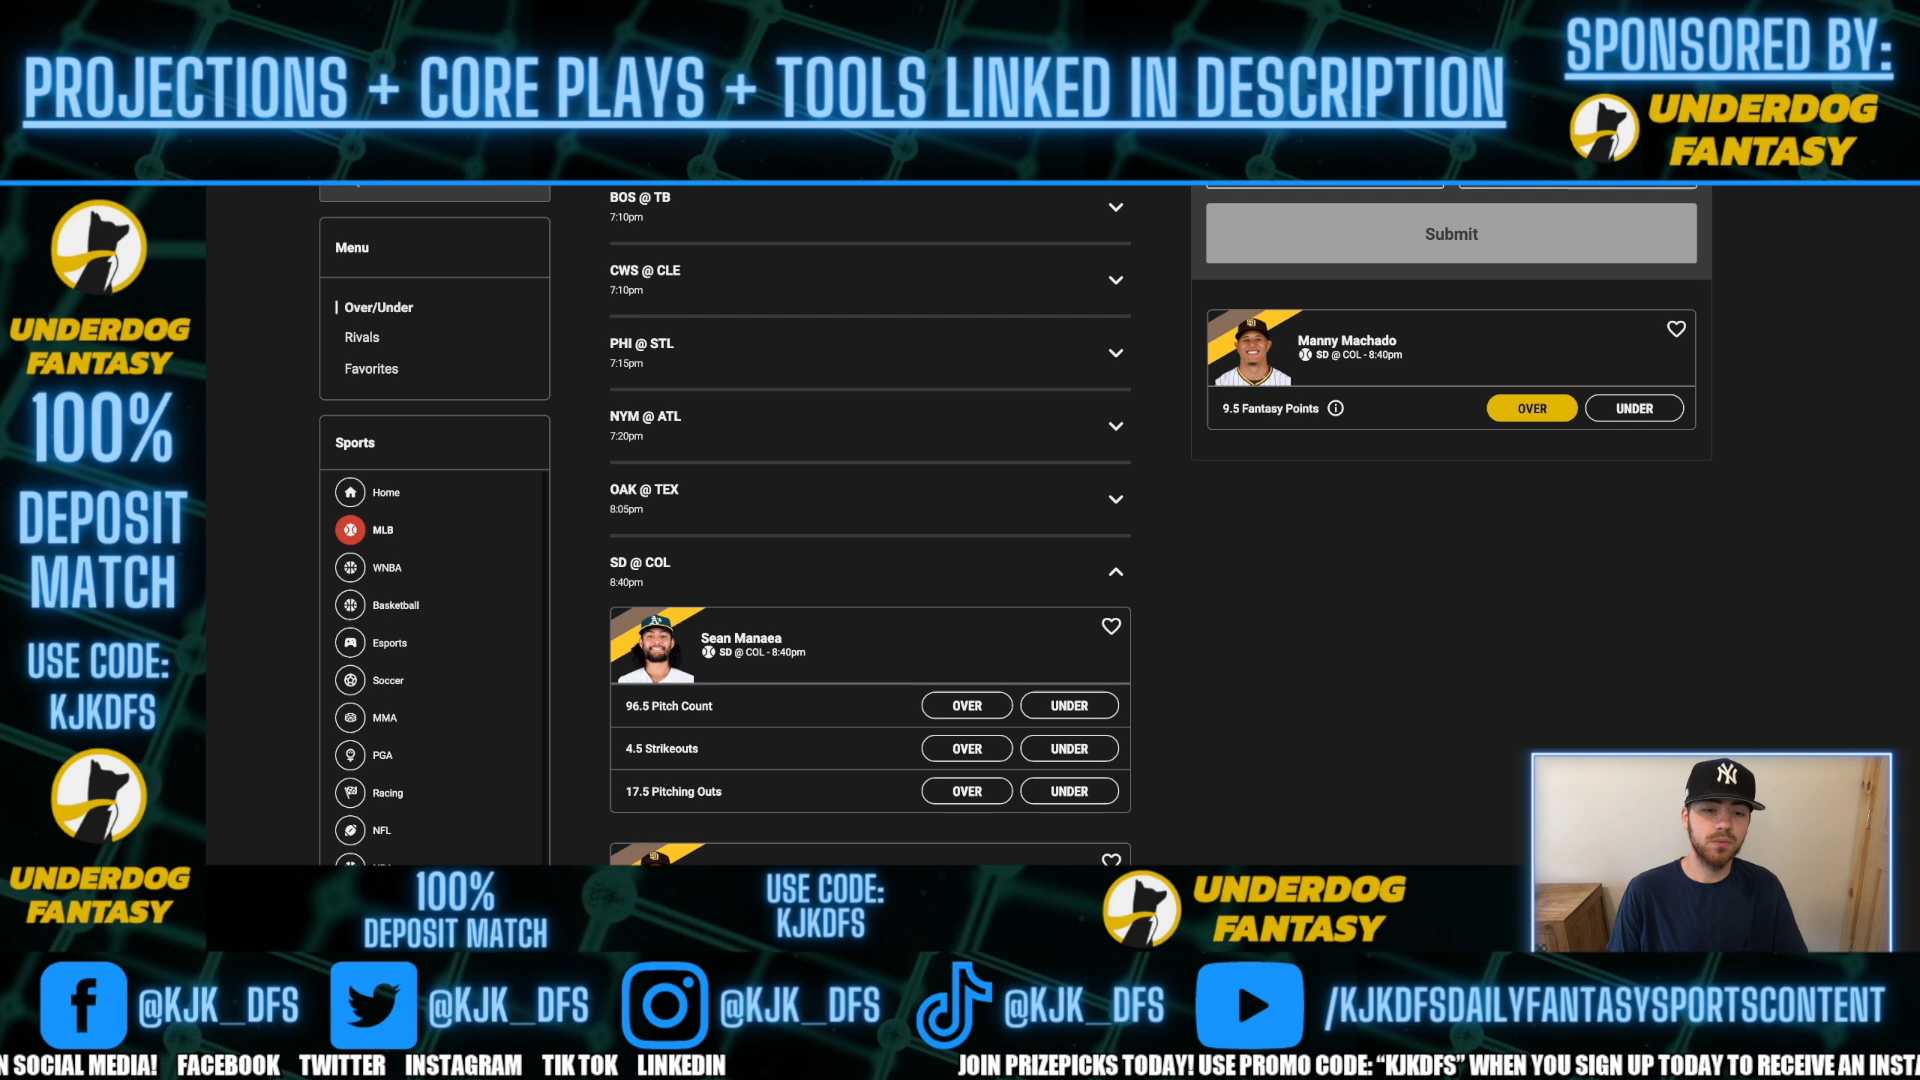 PROJECTIONS + CORE PLAYS + TOOLS LINKED IN DESCRIPTION
SPONSORED BY:
UNDERDOG
FANTASY
UNDERDOG
FANTASY
100%
DEPOSIT
MATCH
USE CODE:
KJKDFS
UNDERDOG
FANTASY
Menu
Over/Under
Rivals
Favorites
Sports
Home
MLB
WNBA
Basketball
Esports
Soccer
MMA
PGA
Racing
NFL
BOS @ TB
7:10pm
CWS @ CLE
7:10pm
PHI @ STL
7:15pm
NYM @ ATL
7:20pm
OAK @ TEX
8:05pm
SD @ COL
8:40pm
Sean Manaea
SD @ COL - 8:40pm
96.5 Pitch Count OVER UNDER
4.5 Strikeouts OVER UNDER
17.5 Pitching Outs OVER UNDER
Submit
Manny Machado
SD @ COL - 8:40pm
9.5 Fantasy Points OVER UNDER
100%
DEPOSIT MATCH
USE CODE:
KJKDFS
UNDERDOG
FANTASY
@KJK_DFS @KJK_DFS @KJK_DFS @KJK_DFS /KJKDFSDAILYFANTASYSPORTSCONTENT
N SOCIAL MEDIA! FACEBOOK TWITTER INSTAGRAM TIK TOK LINKEDIN JOIN PRIZEPICKS TODAY! USE PROMO CODE: “KJKDFS” WHEN YOU SIGN UP TODAY TO RECEIVE AN INSTA